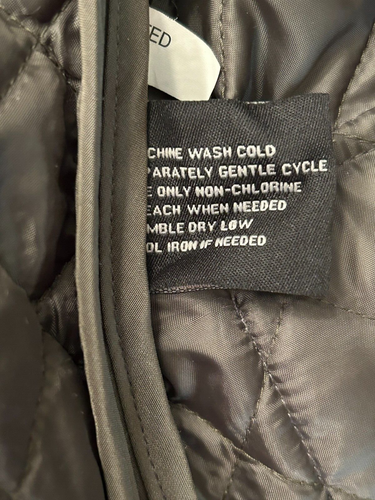 ED
CHINE WASH COLD
PARATELY GENTLE CYCLE
E ONLY NON-CHLORINE
EACH WHEN NEEDED
MBLE DRY LOW
OL IRON IF NEEDED